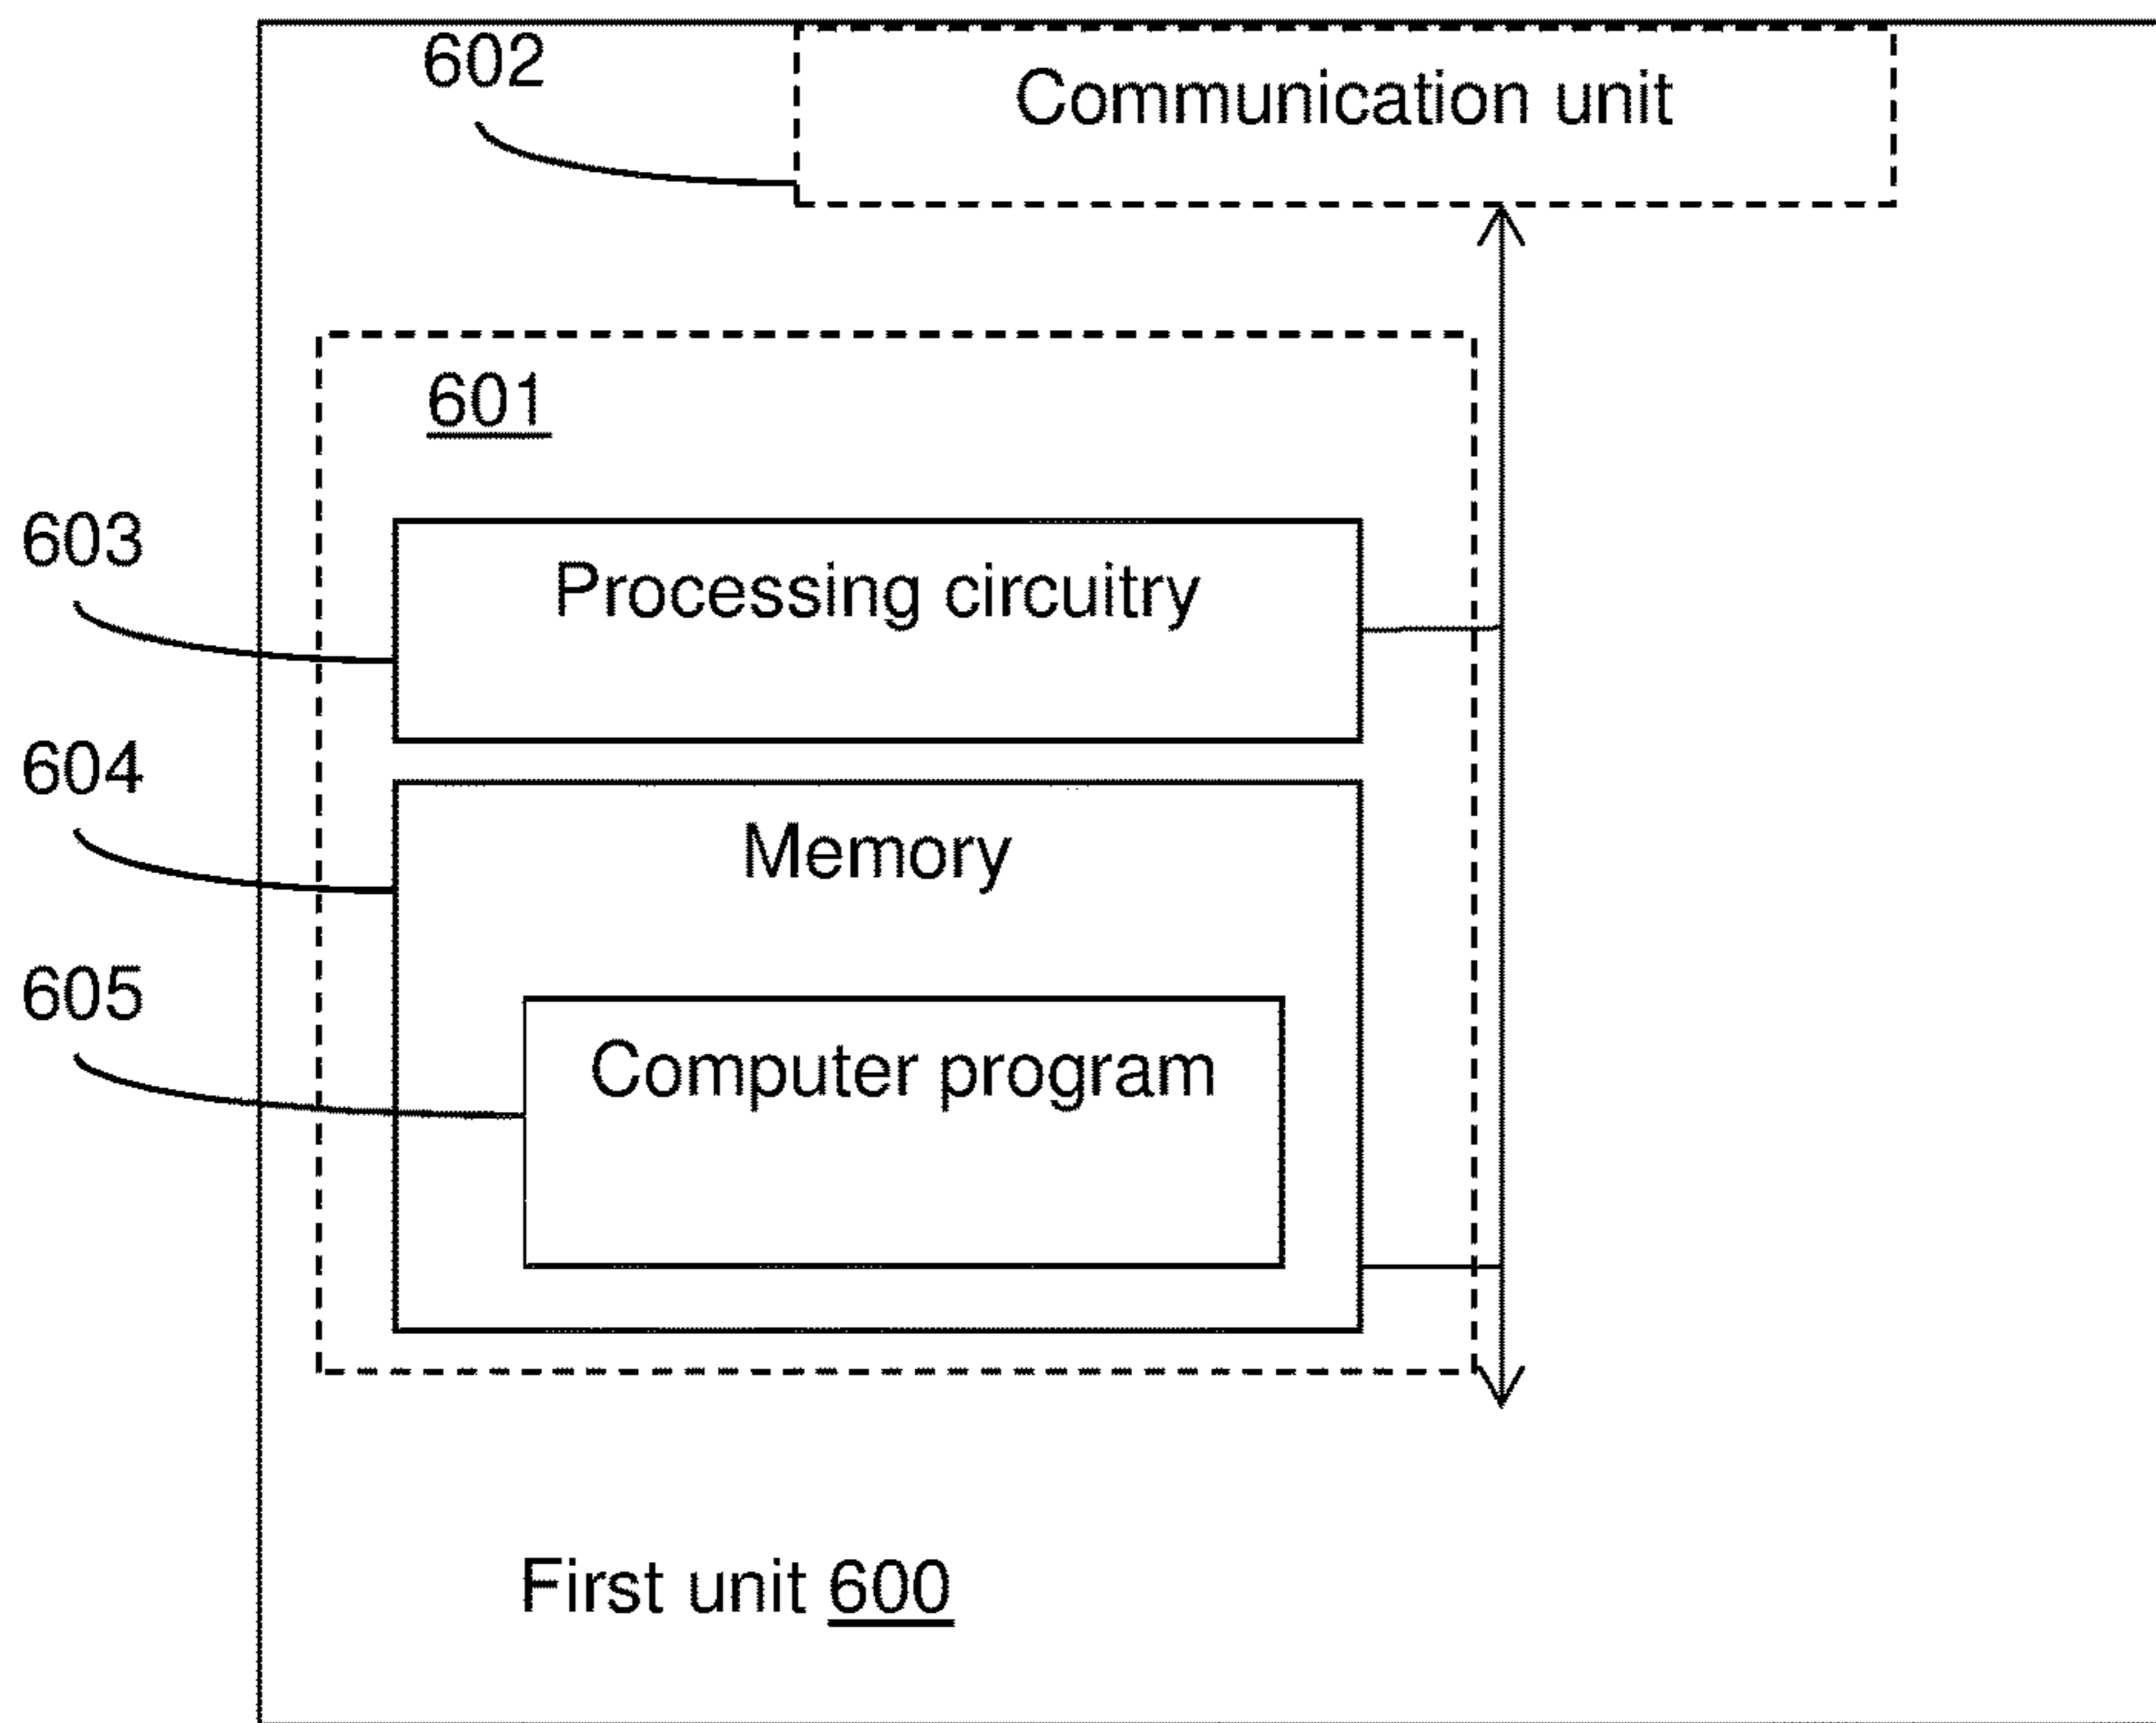 602
Communication unit
601
603
Processing circuitry
604
Memory
605
Computer program
First unit 600